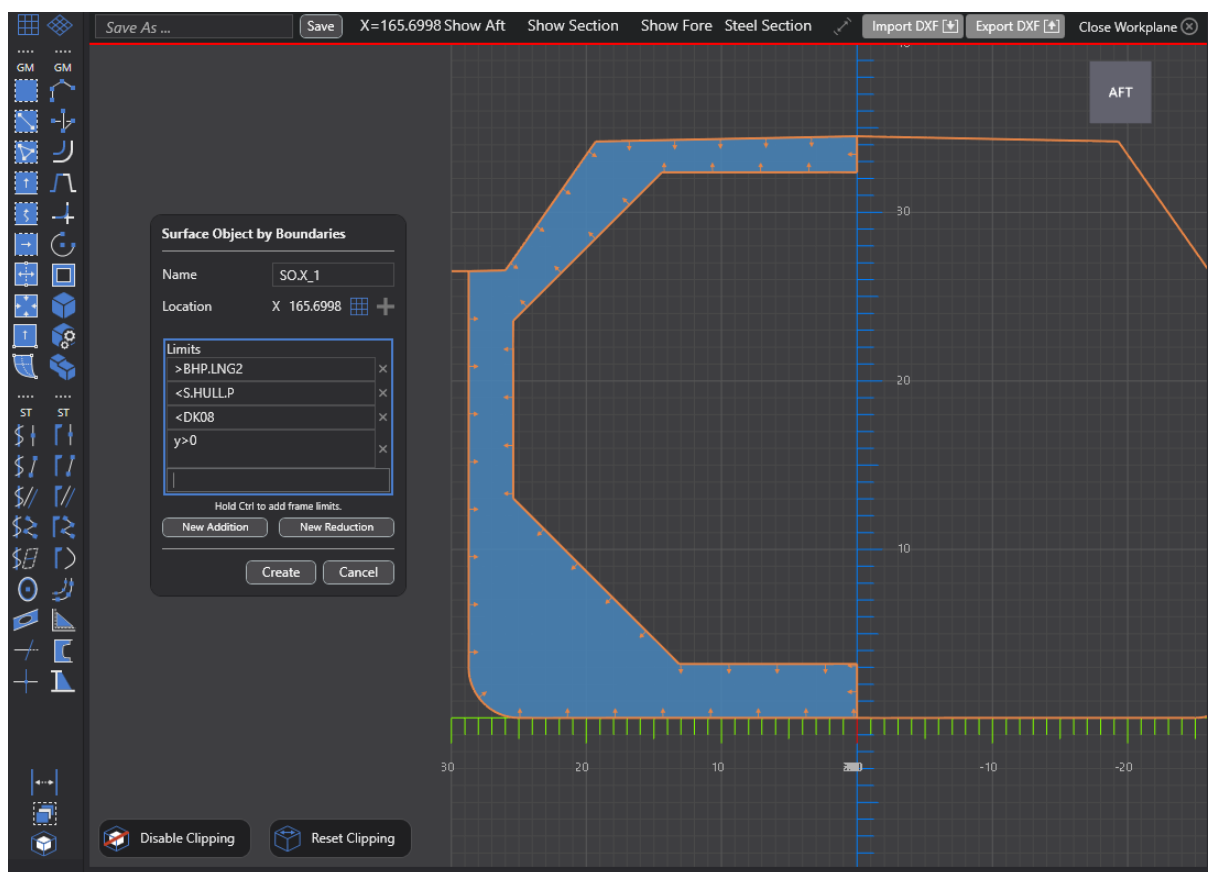 Save As ...
Save
X=165.6998 Show Aft
Show Section
Show Fore
Steel Section
Import DXF
Export DXF
Close Workplane
GM
GM
AFT
30
20
10
Surface Object by Boundaries
Name
SO.X_1
Location
X 165.6998
Limits
>BHP.LNG2
<S.HULL.P
<DK08
y>0
Hold Ctrl to add frame limits.
New Addition
New Reduction
Create
Cancel
ST
ST
30
20
10
-10
-20
Disable Clipping
Reset Clipping